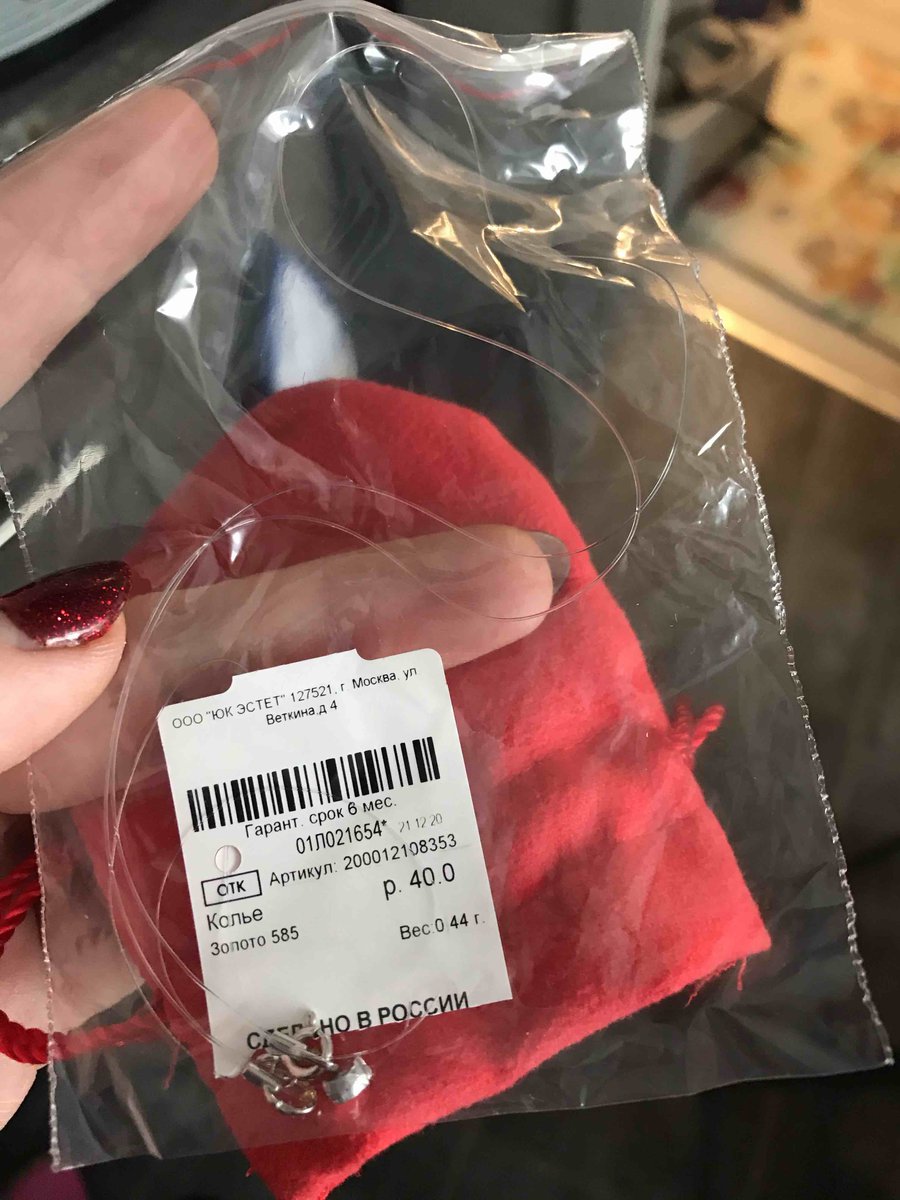 ООО "ЮК ЭСТЕТ" 127521, г. Москва, ул
Веткина,д 4
Гарант. срок 6 мес.
01Л021654* 21 12 20
Артикул: 200012108353
ОТК р. 40.0
Колье
Золото 585 Вес:0.44 г.
СДЕЛАНО В РОССИИ